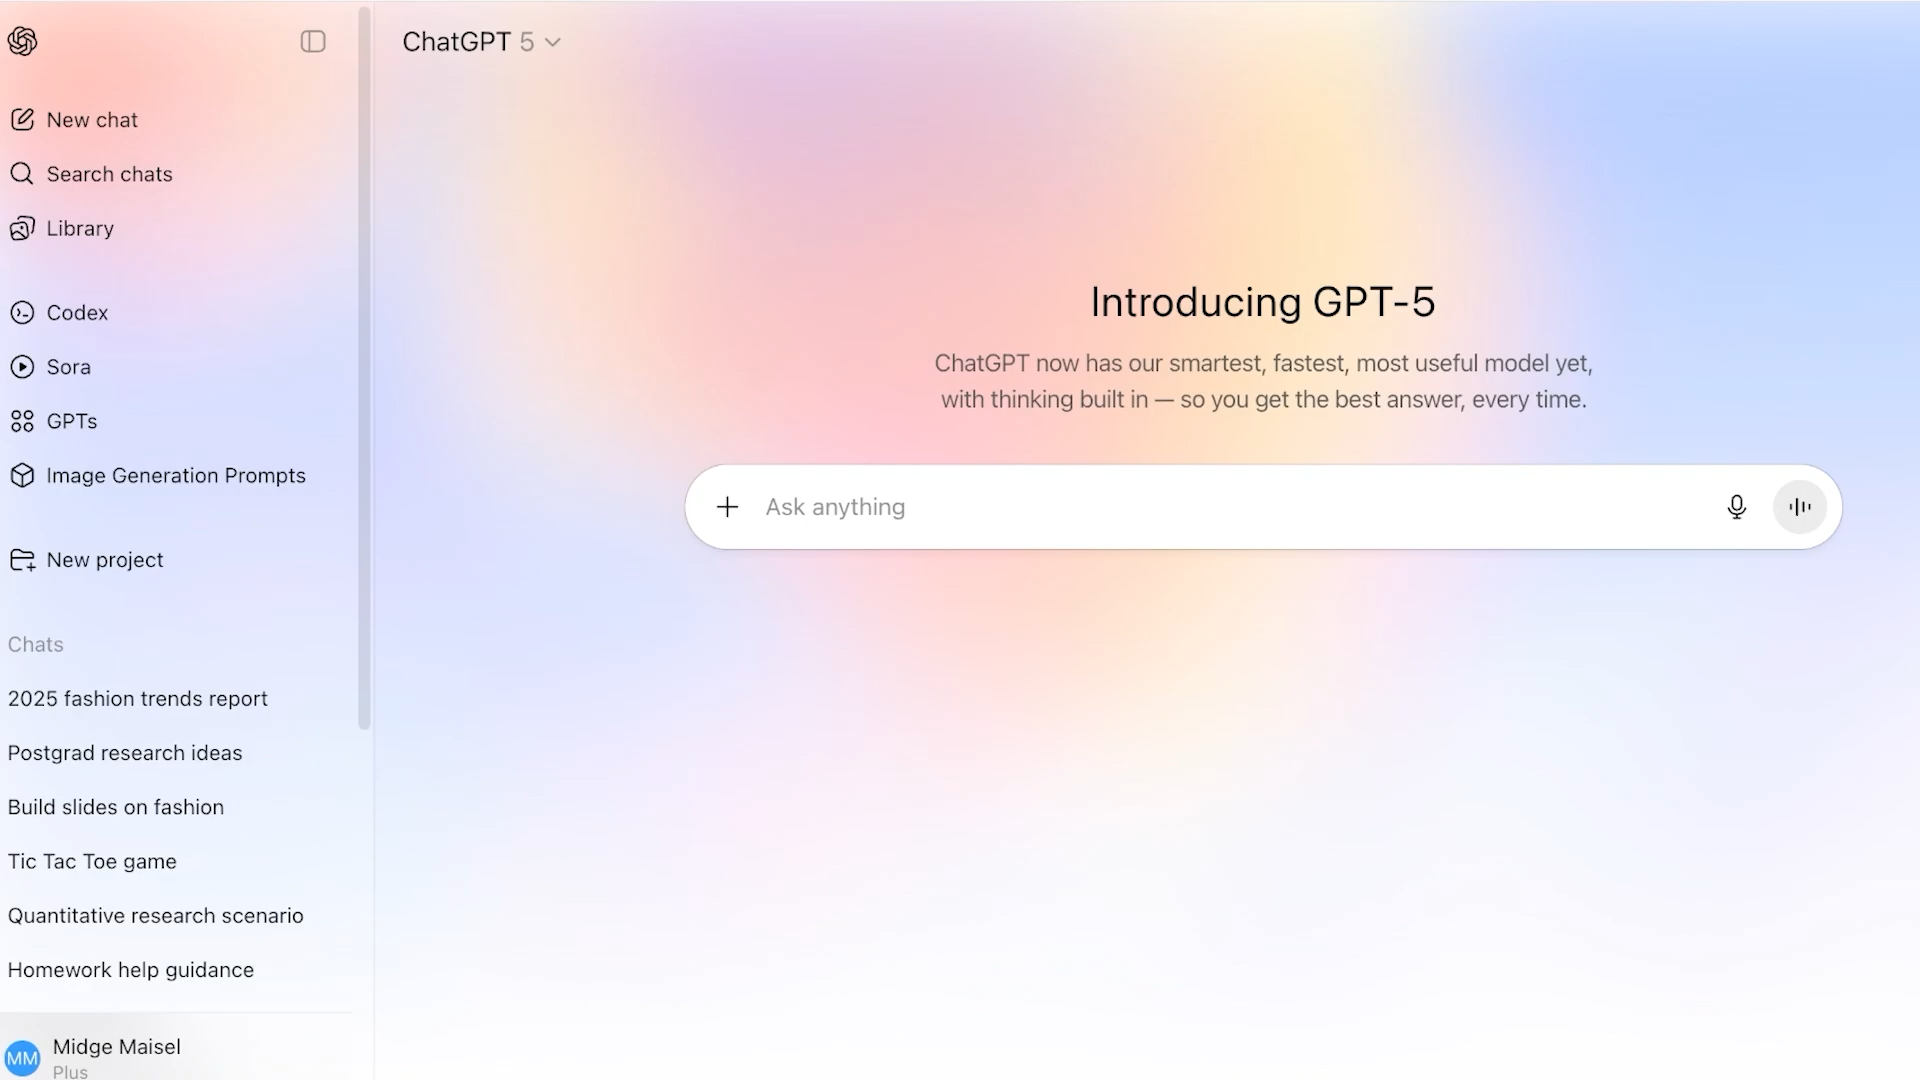 ChatGPT 5
New chat
Search chats
Library
Codex
Sora
GPTs
Image Generation Prompts
New project
Chats
2025 fashion trends report
Postgrad research ideas
Build slides on fashion
Tic Tac Toe game
Quantitative research scenario
Homework help guidance
MM
Midge Maisel
Plus
Introducing GPT-5
ChatGPT now has our smartest, fastest, most useful model yet,
with thinking built in — so you get the best answer, every time.
Ask anything